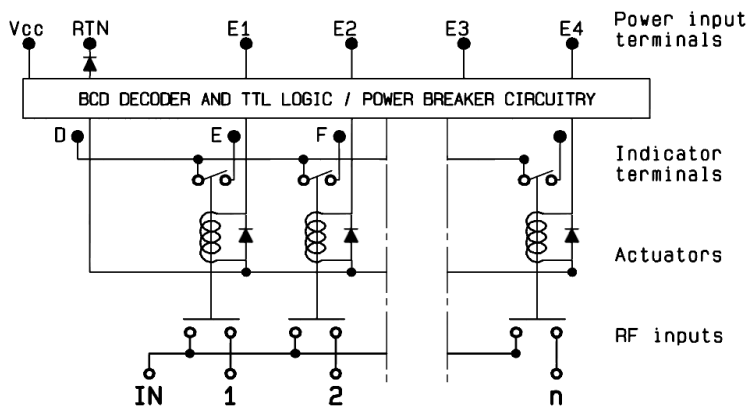 Vcc RTN E1 E2 E3 E4 Power input
terminals
BCD DECODER AND TTL LOGIC / POWER BREAKER CIRCUITRY
D E F
Indicator
terminals
Actuators
RF inputs
IN 1 2 n